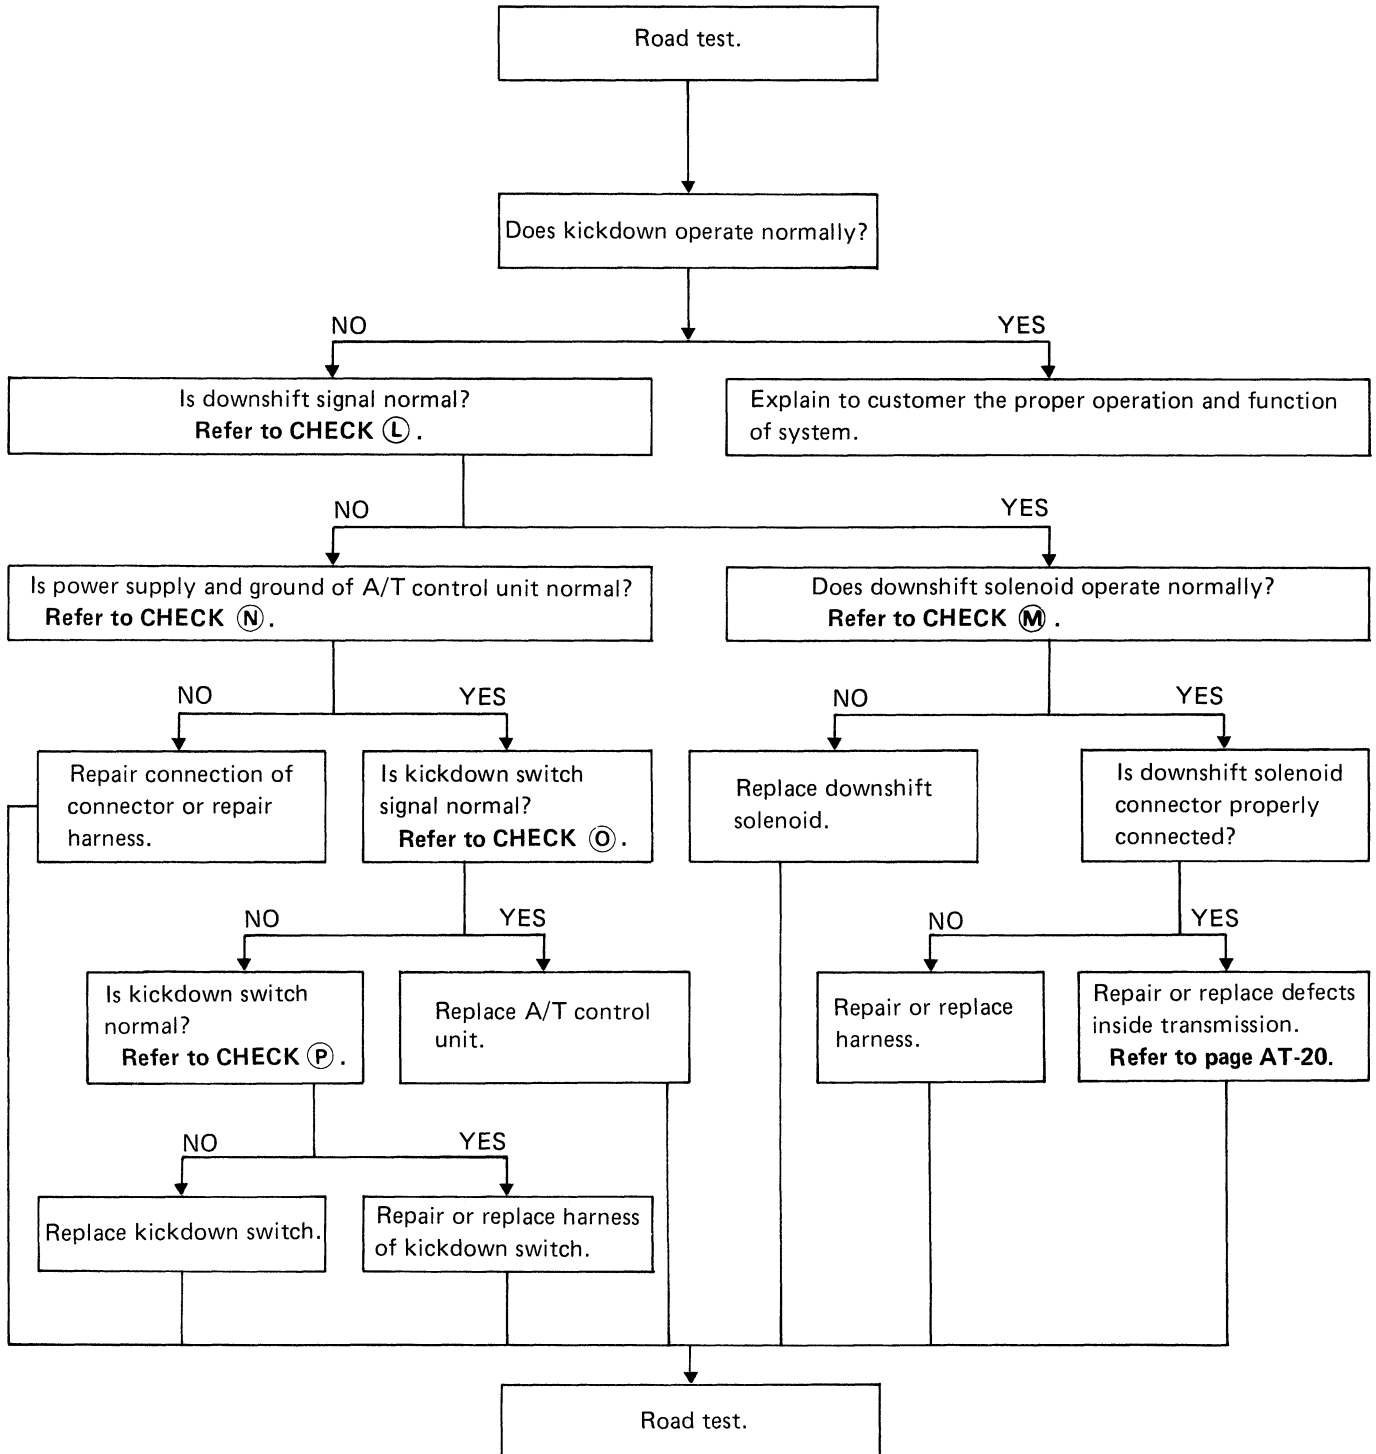 Road test.
Does kickdown operate normally?
NO
YES
Is downshift signal normal?
Refer to CHECK Ⓛ .
Explain to customer the proper operation and function
of system.
NO
YES
Is power supply and ground of A/T control unit normal?
Refer to CHECK Ⓝ .
Does downshift solenoid operate normally?
Refer to CHECK Ⓜ .
NO
YES
NO
YES
Repair connection of
connector or repair
harness.
Is kickdown switch
signal normal?
Refer to CHECK Ⓞ .
Replace downshift
solenoid.
Is downshift solenoid
connector properly
connected?
NO
YES
NO
YES
Is kickdown switch
normal?
Refer to CHECK Ⓟ .
Replace A/T control
unit.
Repair or replace
harness.
Repair or replace defects
inside transmission.
Refer to page AT-20.
NO
YES
Replace kickdown switch.
Repair or replace harness
of kickdown switch.
Road test.